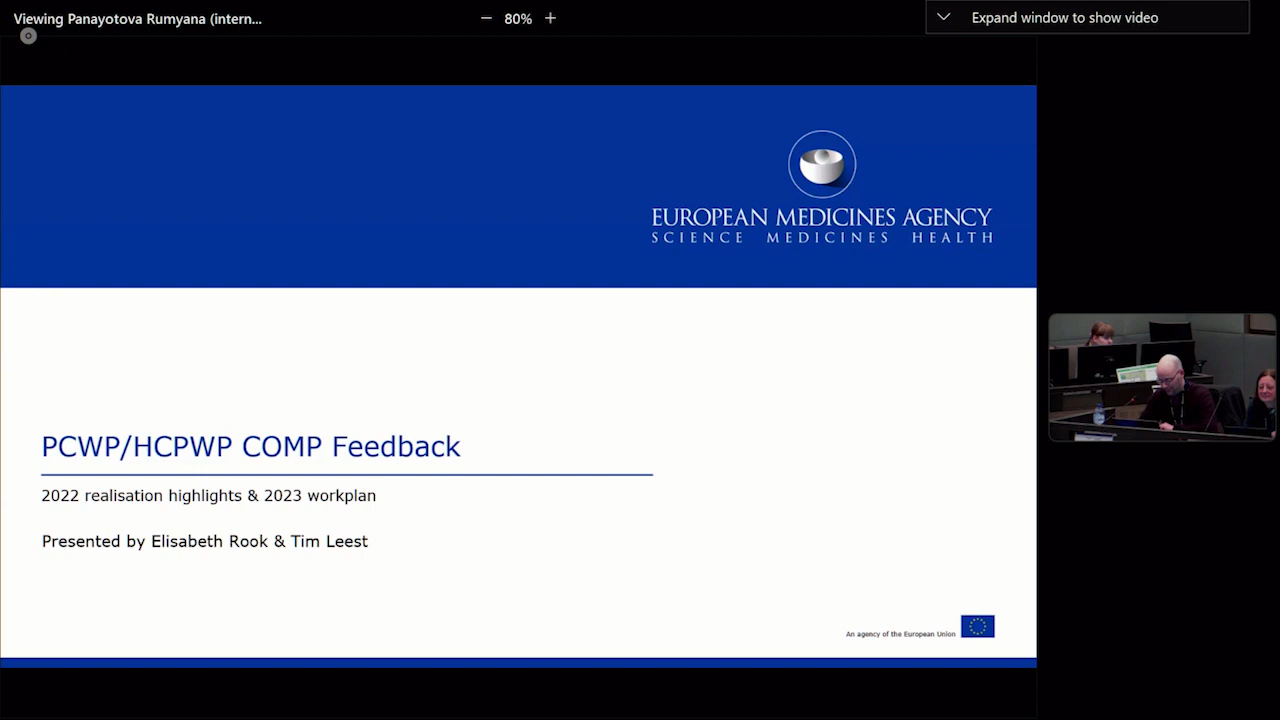 Viewing Panayotova Rumyana (intern...
80%
Expand window to show video
EUROPEAN MEDICINES AGENCY
SCIENCE MEDICINES HEALTH
PCWP/HCPWP COMP Feedback
2022 realisation highlights & 2023 workplan
Presented by Elisabeth Rook & Tim Leest
An agency of the European Union